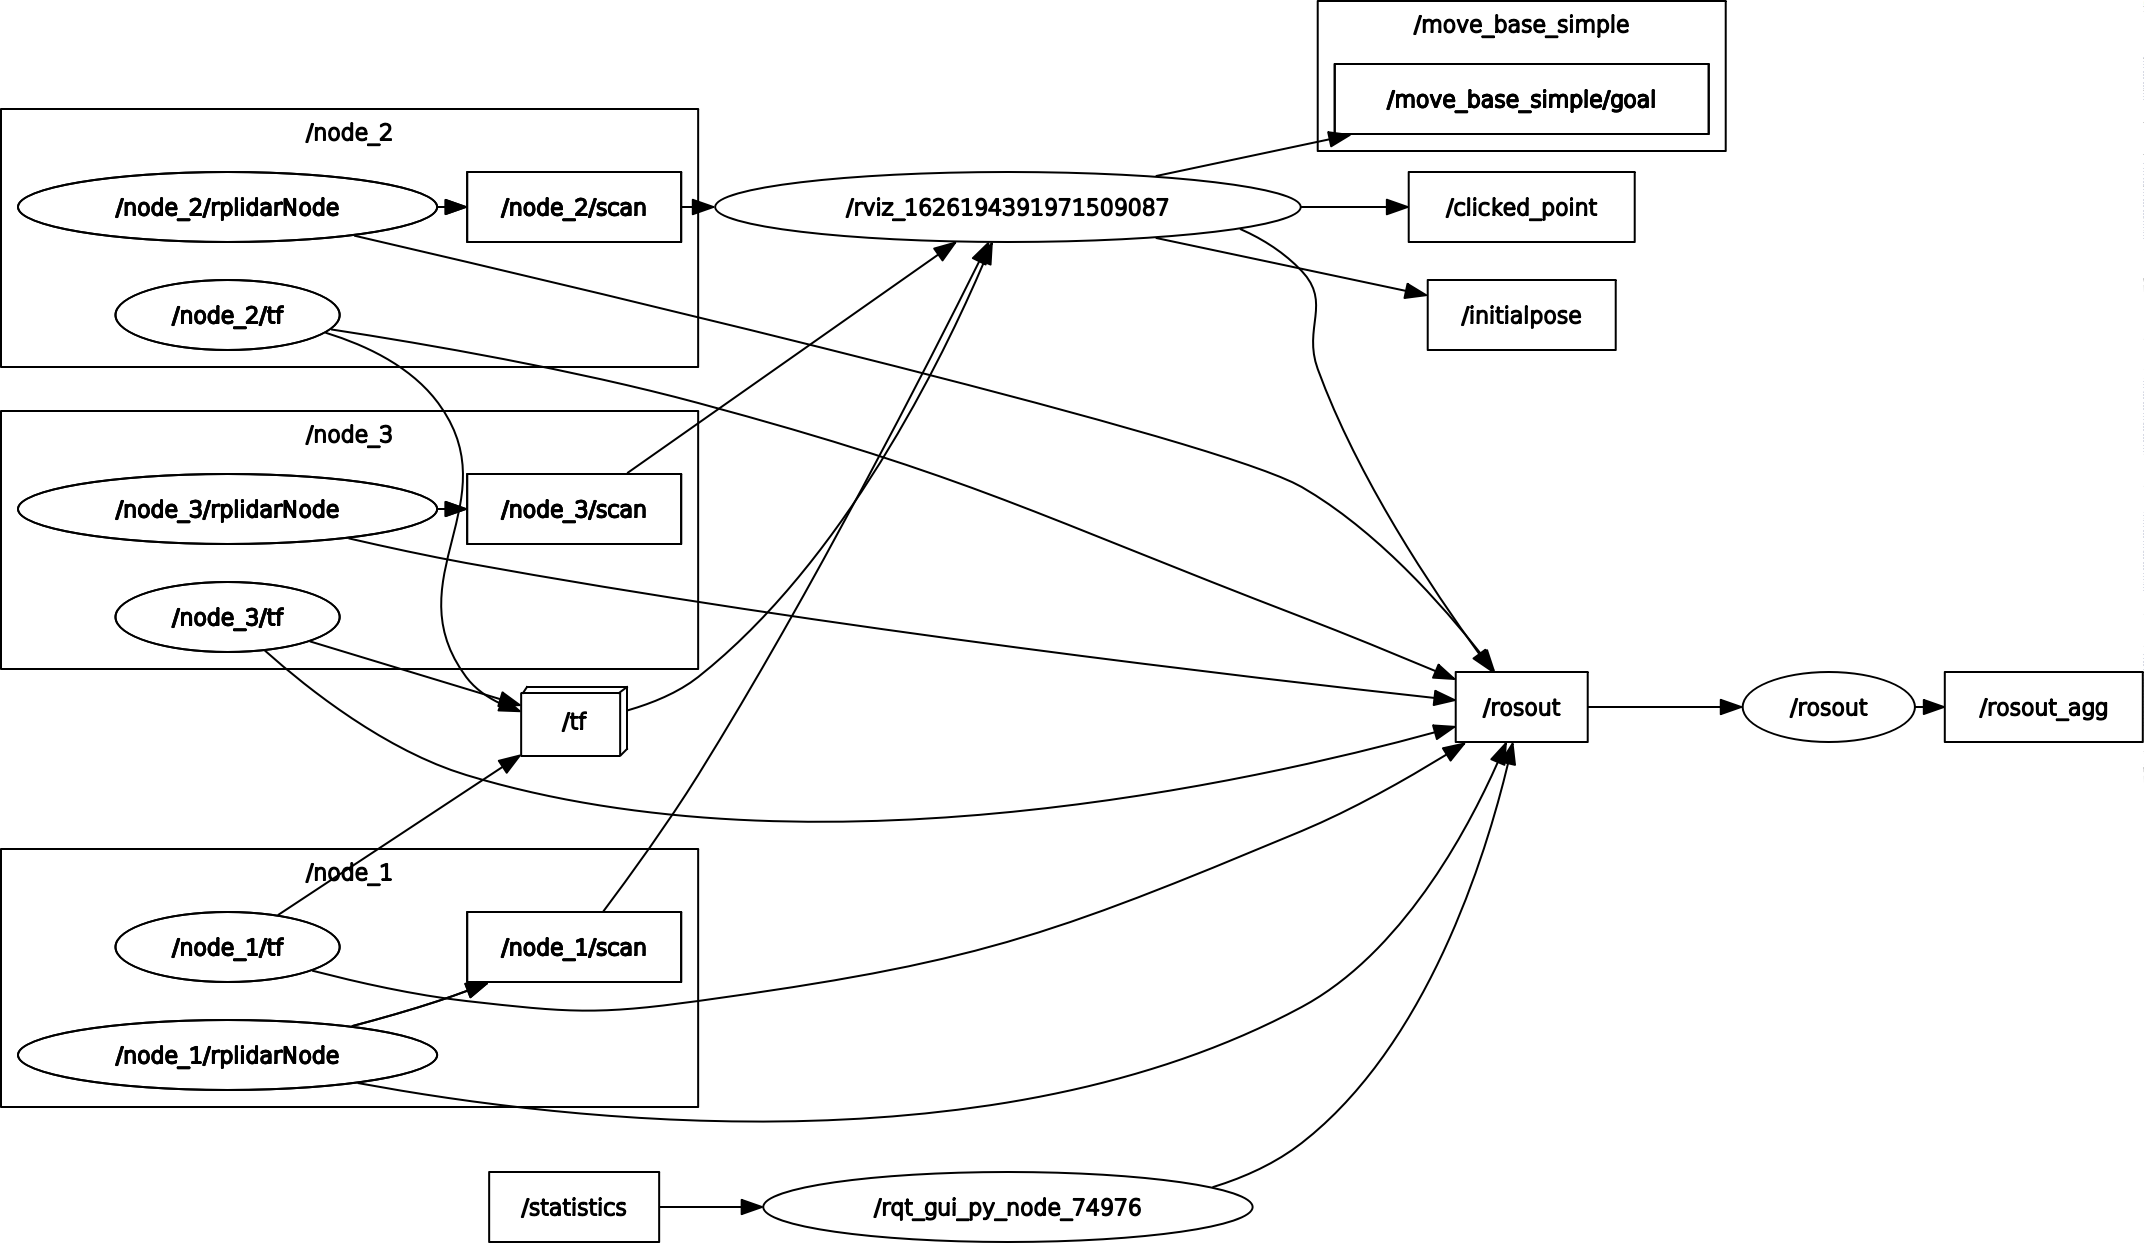 /move_base_simple
/move_base_simple/goal
/node_2
/node_2/rplidarNode
/node_2/scan
/rviz_1626194391971509087
/clicked_point
/node_2/tf
/initialpose
/node_3
/node_3/rplidarNode
/node_3/scan
/node_3/tf
/tf
/rosout
/rosout
/rosout_agg
/node_1
/node_1/tf
/node_1/scan
/node_1/rplidarNode
/statistics
/rqt_gui_py_node_74976